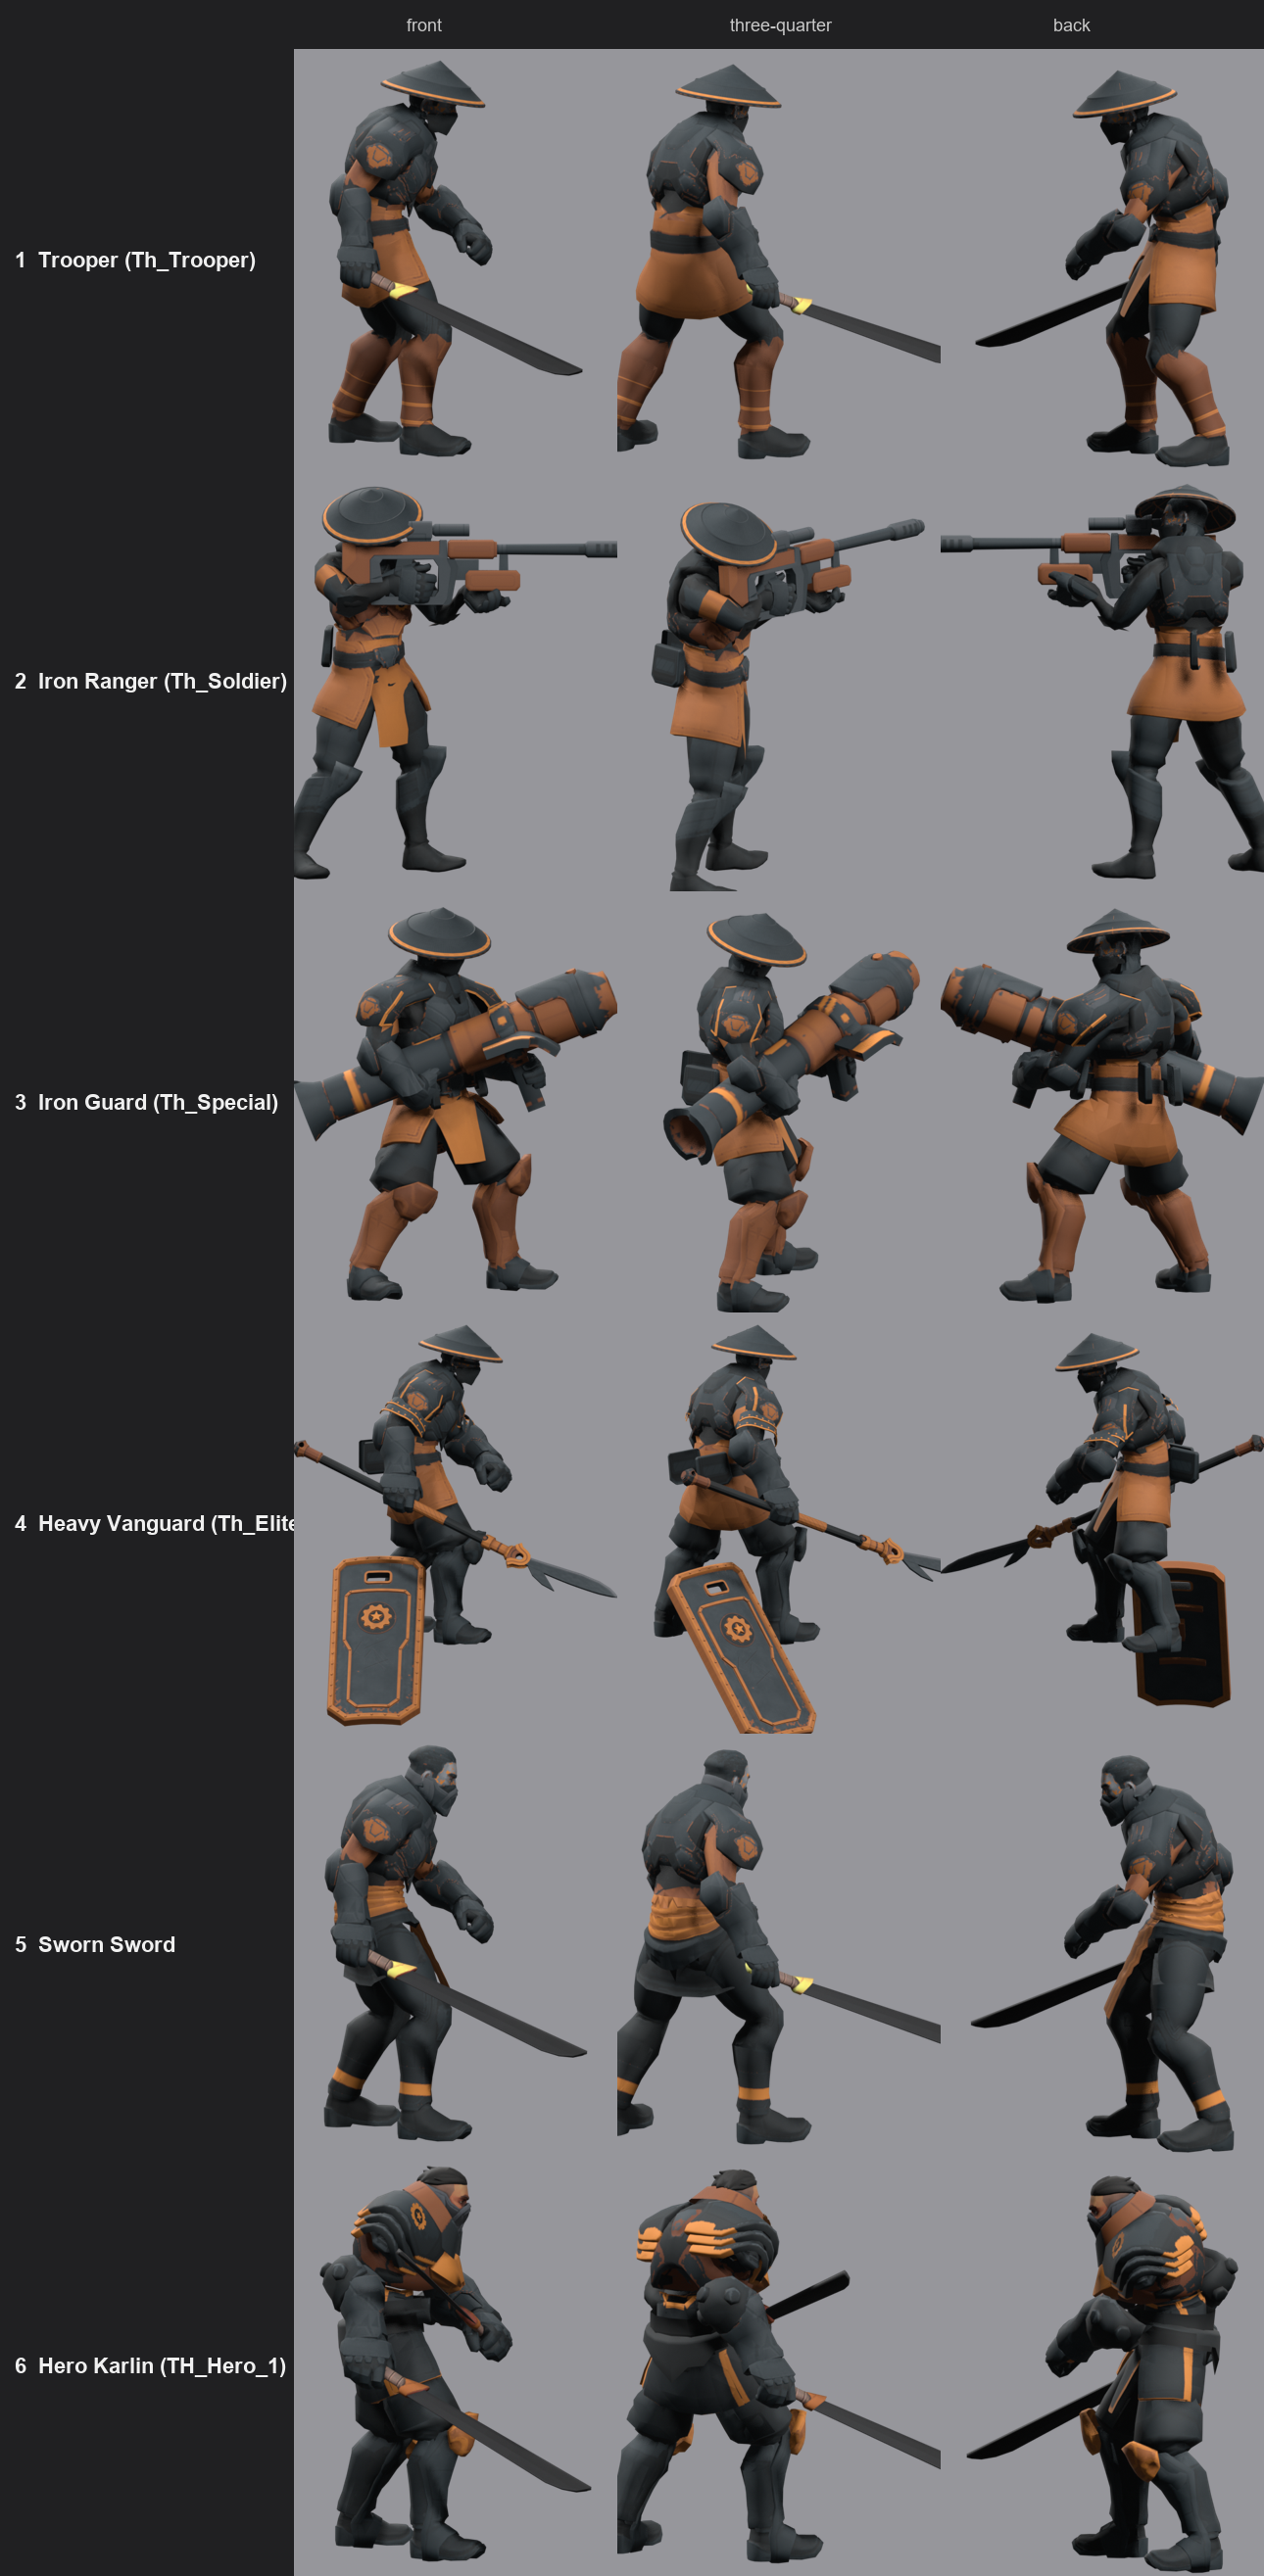 front three-quarter back
1 Trooper (Th_Trooper)
2 Iron Ranger (Th_Soldier)
3 Iron Guard (Th_Special)
4 Heavy Vanguard (Th_Elite
5 Sworn Sword
6 Hero Karlin (TH_Hero_1)